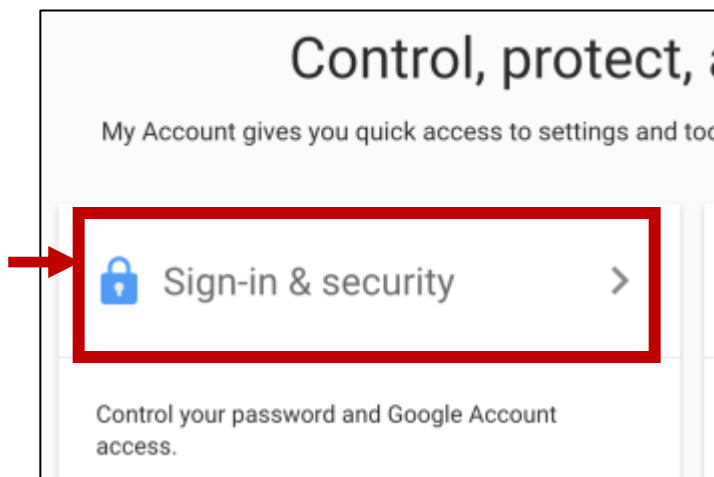 Control, protect,
My Account gives you quick access to settings and
Sign-in & security
Control your password and Google Account
access.